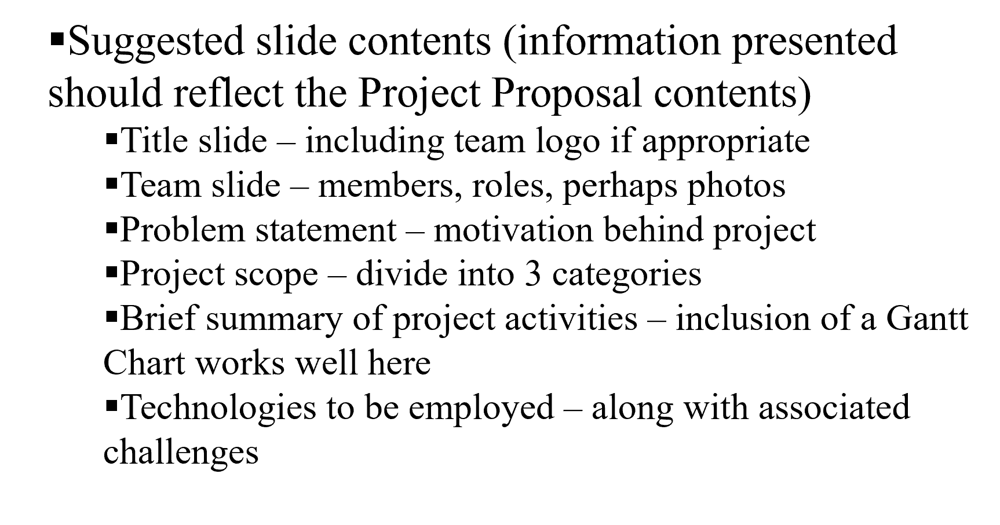 ▪Suggested slide contents (information presented
should reflect the Project Proposal contents)
▪Title slide – including team logo if appropriate
▪Team slide – members, roles, perhaps photos
▪Problem statement – motivation behind project
▪Project scope – divide into 3 categories
▪Brief summary of project activities – inclusion of a Gantt
Chart works well here
▪Technologies to be employed – along with associated
challenges